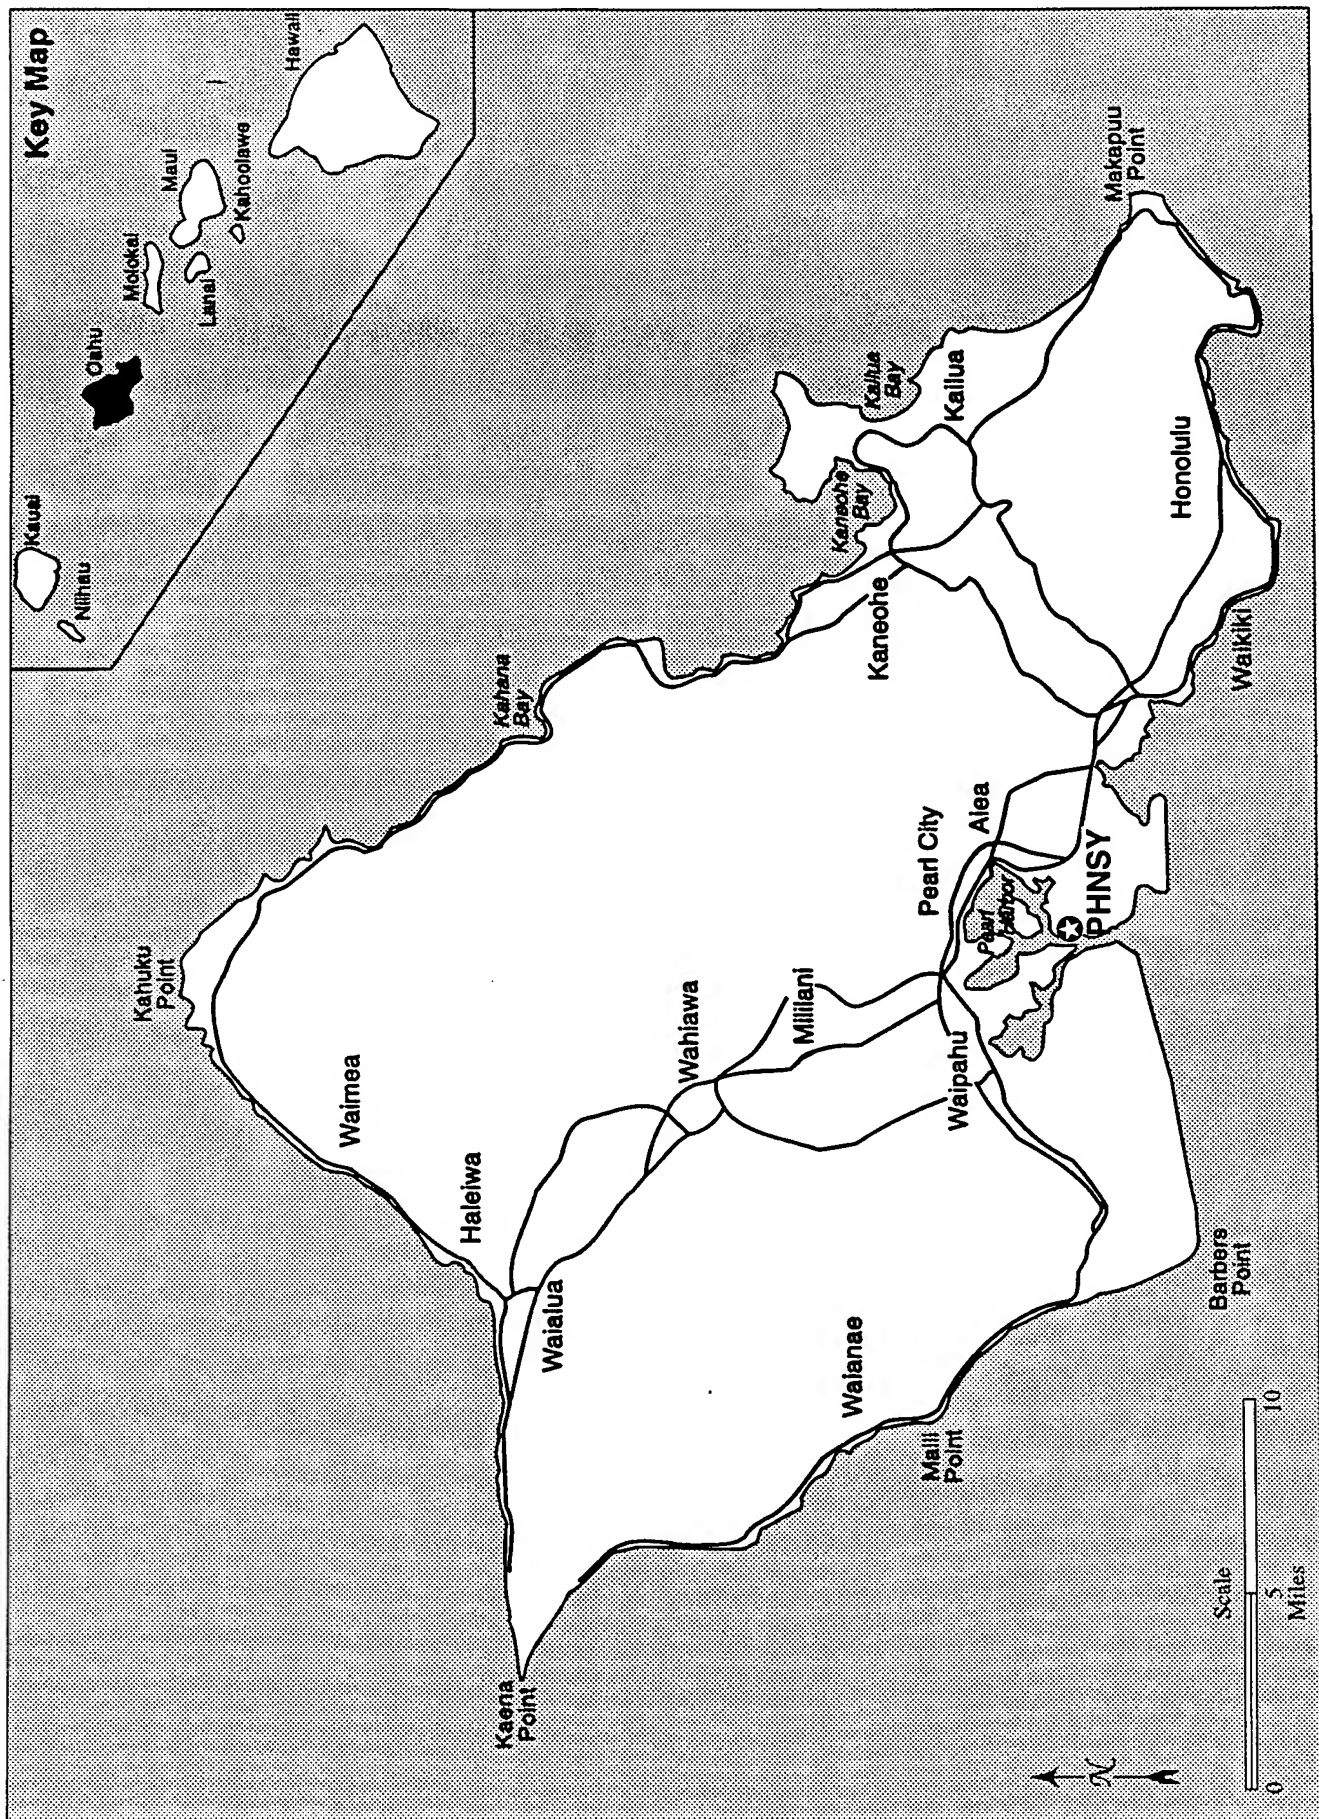 Key Map
Kauai
Niihau
Oahu
Molokai
Lanai
Maui
Kahoolawe
Hawaii
Kahuku
Point
Waimea
Haleiwa
Waialua
Kaena
Point
Kahana
Bay
Wahiawa
Mililani
Waianae
Maili
Point
Kaneohe
Bay
Kailua
Bay
Kaneohe
Kailua
Pearl City
Aiea
Waipahu
Pearl
Harbor
PHNSY
Makapuu
Point
Honolulu
Waikiki
Barbers
Point
N
Scale
0 5 10
Miles